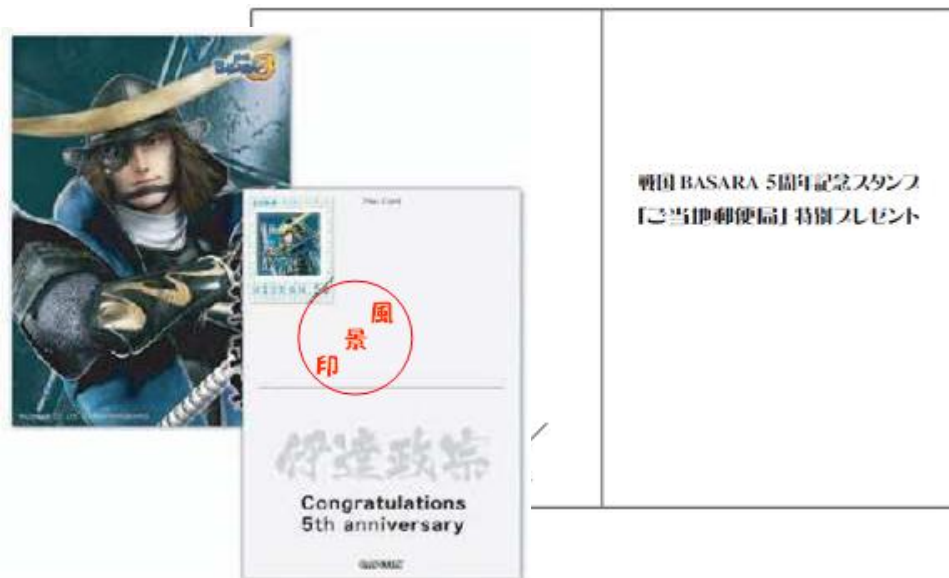 戦国 BASARA 5周年記念スタンプ
「ご当地郵便局」特別プレゼント
風
景
印
伊達政宗
Congratulations
5th anniversary
CAPCOM